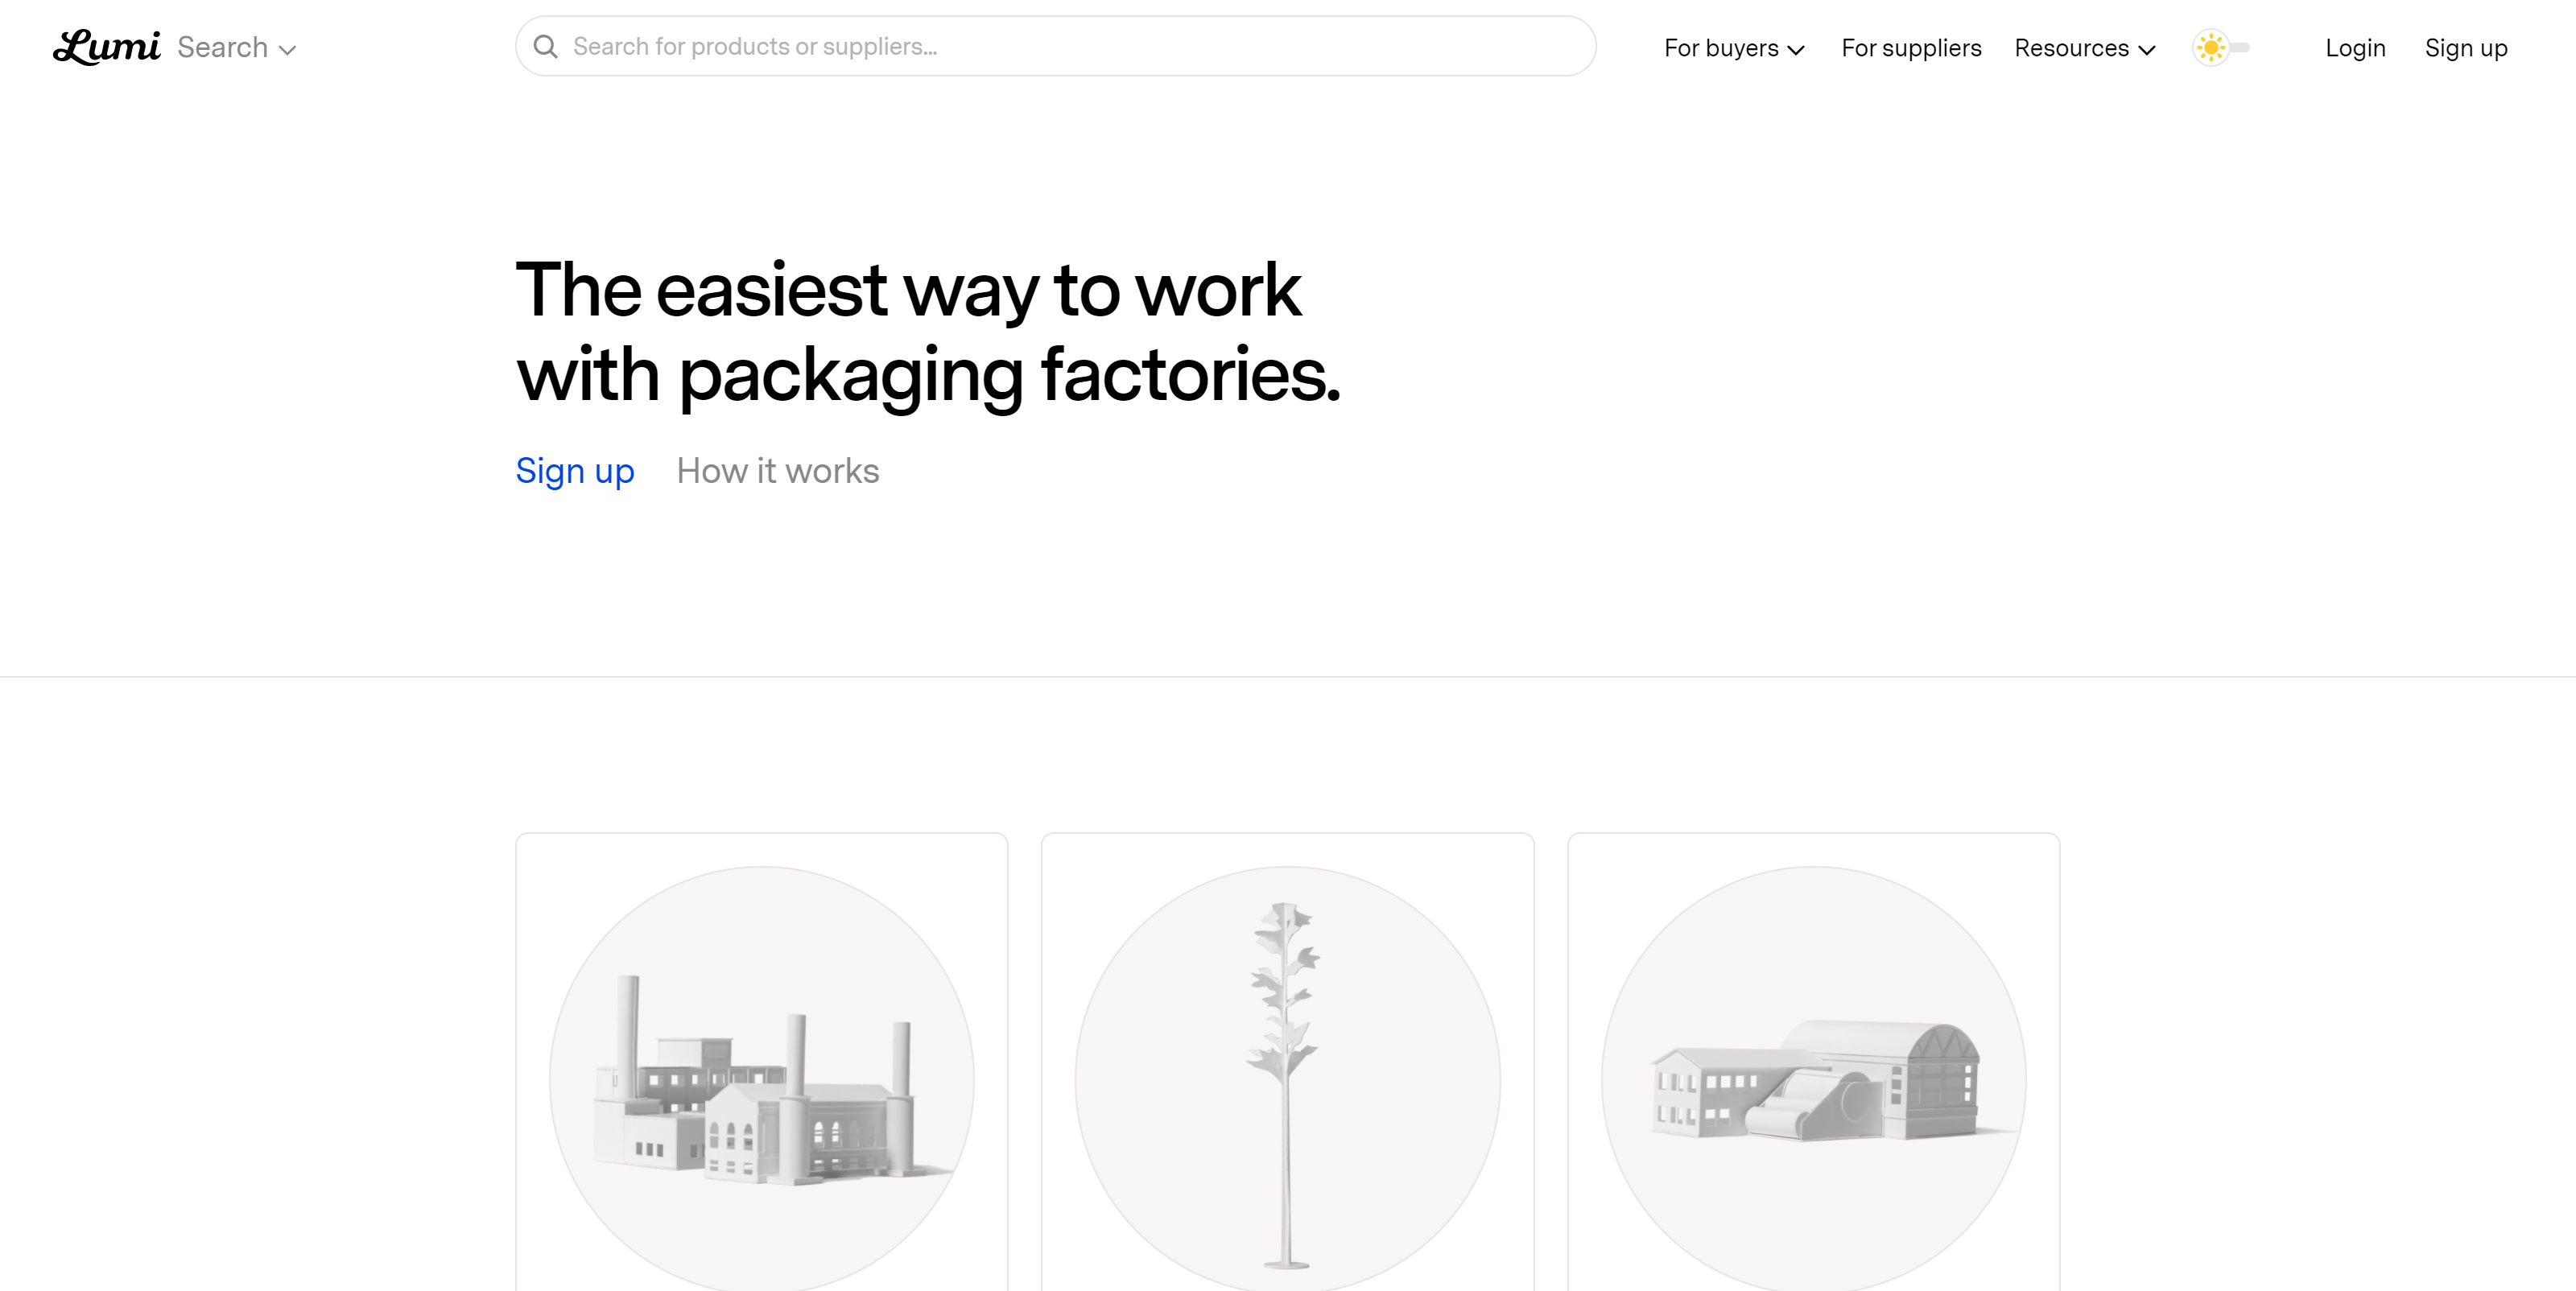 Lumi Search
Search for products or suppliers...
For buyers
For suppliers
Resources
Login
Sign up
The easiest way to work
with packaging factories.
Sign up How it works